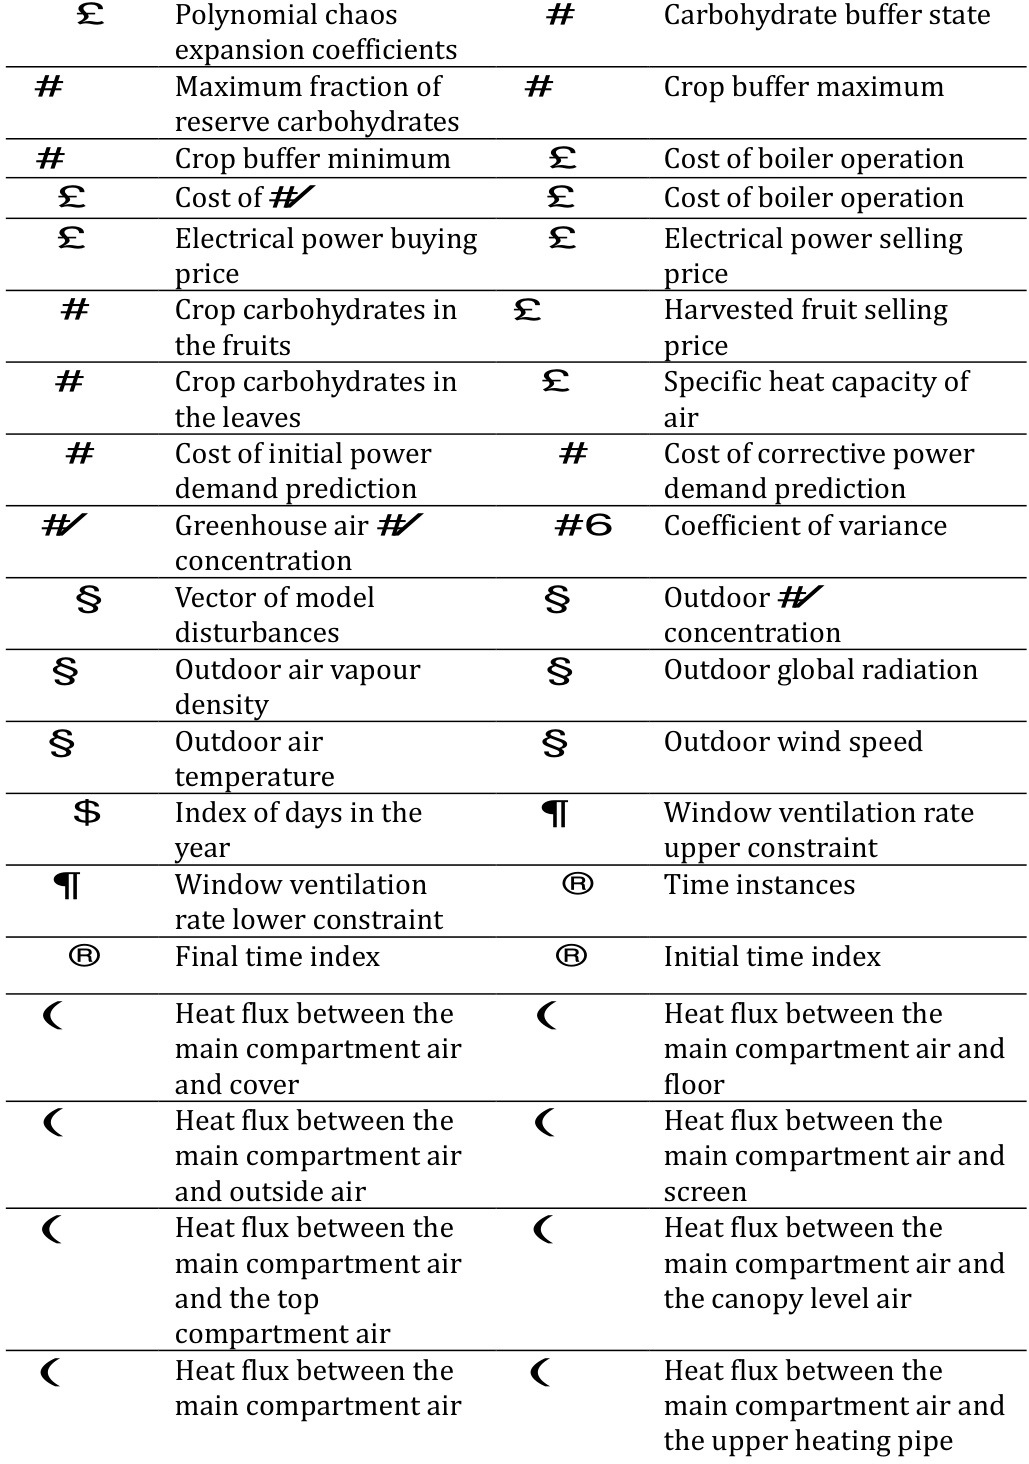 £ Polynomial chaos # Carbohydrate buffer state
expansion coefficients
# Maximum fraction of # Crop buffer maximum
reserve carbohydrates
# Crop buffer minimum £ Cost of boiler operation
£ Cost of #✓ £ Cost of boiler operation
£ Electrical power buying £ Electrical power selling
price price
# Crop carbohydrates in £ Harvested fruit selling
the fruits price
# Crop carbohydrates in £ Specific heat capacity of
the leaves air
# Cost of initial power # Cost of corrective power
demand prediction demand prediction
#✓ Greenhouse air #✓ #6 Coefficient of variance
concentration
§ Vector of model § Outdoor #✓
disturbances concentration
§ Outdoor air vapour § Outdoor global radiation
density
§ Outdoor air § Outdoor wind speed
temperature
$ Index of days in the ¶ Window ventilation rate
year upper constraint
¶ Window ventilation ® Time instances
rate lower constraint
® Final time index ® Initial time index
( Heat flux between the ( Heat flux between the
main compartment air main compartment air and
and cover floor
( Heat flux between the ( Heat flux between the
main compartment air main compartment air and
and outside air screen
( Heat flux between the ( Heat flux between the
main compartment air main compartment air and
and the top the canopy level air
compartment air
( Heat flux between the ( Heat flux between the
main compartment air main compartment air and
the upper heating pipe